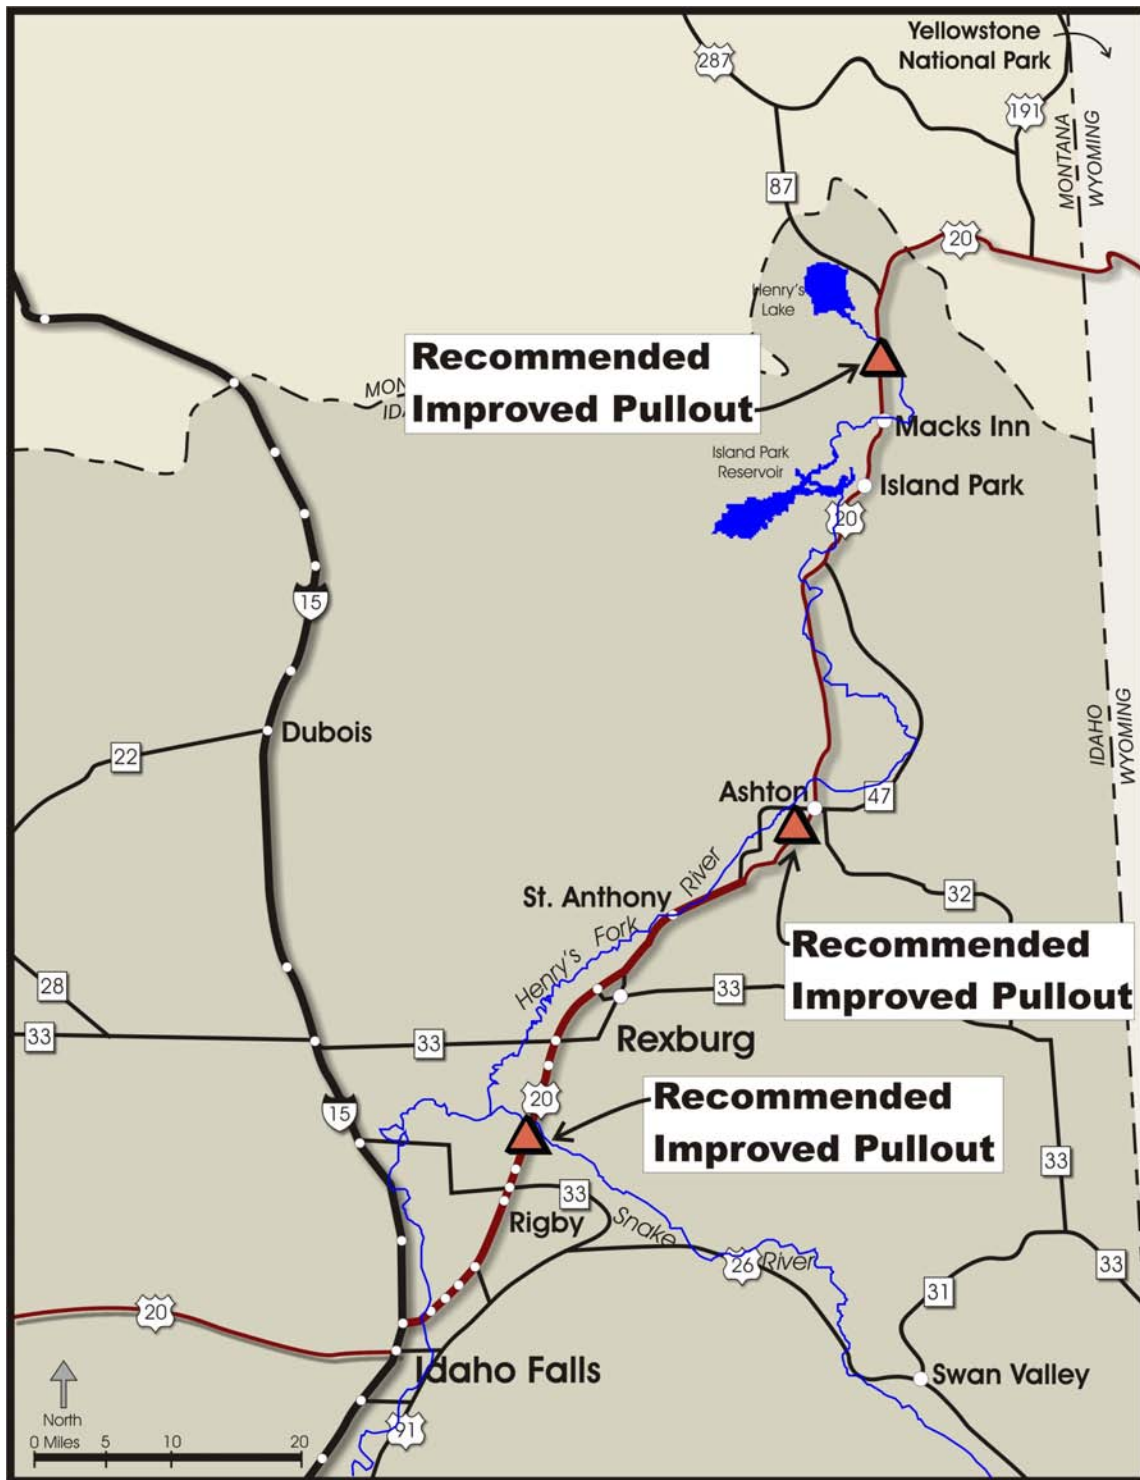 Yellowstone
National Park
287
191
MONTANA
WYOMING
87
20
Henry's
Lake
Recommended
Improved Pullout
MON
IDA
Macks Inn
Island Park
Reservoir
Island Park
20
15
IDAHO
WYOMING
Dubois
22
Ashton
47
River
St. Anthony
32
Henry's Fork
Recommended
Improved Pullout
28
33
33
33
Rexburg
Recommended
Improved Pullout
20
15
33
33
Rigby
Snake
River
26
33
31
20
Idaho Falls
Swan Valley
North
91
0 Miles 5 10 20